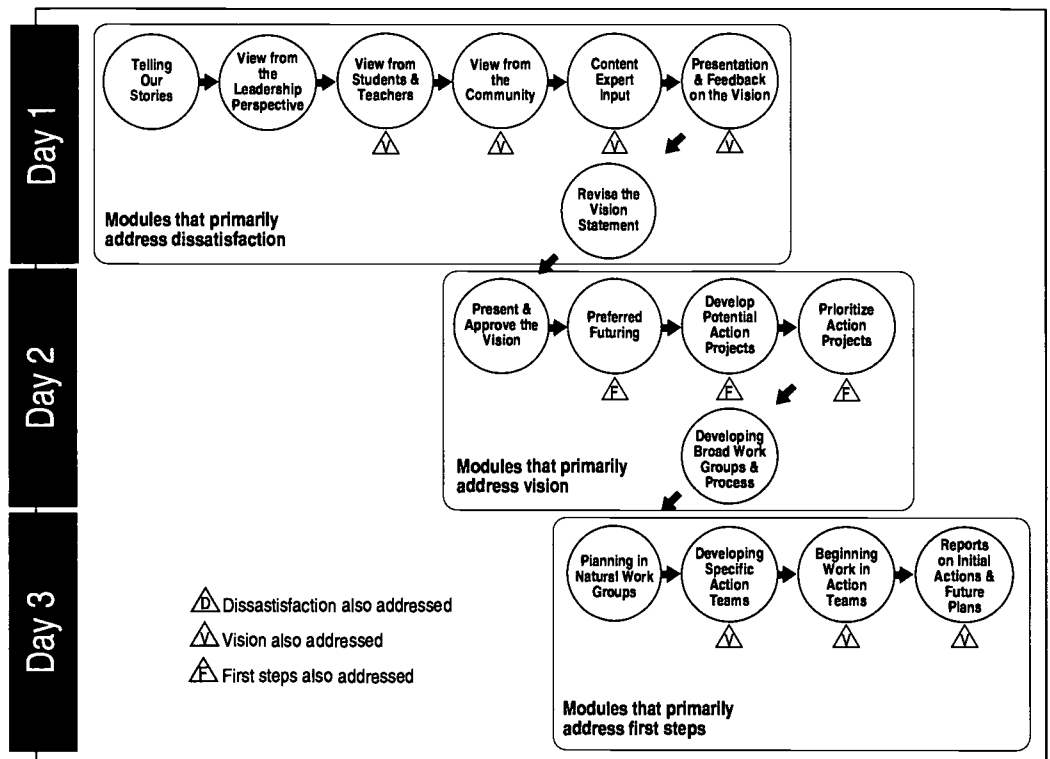 Day 1
Telling
Our
Stories
View from
the
Leadership
Perspective
View from
Students &
Teachers
View from
the
Community
Content
Expert
Input
Presentation
& Feedback
on the Vision
V
V
V
V
Revise the
Vision
Statement
Modules that primarily
address dissatisfaction
Day 2
Present &
Approve the
Vision
Preferred
Futuring
Develop
Potential
Action
Projects
Prioritize
Action
Projects
F
F
F
Developing
Broad Work
Groups &
Process
Modules that primarily
address vision
Day 3
Planning in
Natural Work
Groups
Developing
Specific
Action
Teams
Beginning
Work in
Action
Teams
Reports
on Initial
Actions &
Future
Plans
V
V
V
D Dissastisfaction also addressed
V Vision also addressed
F First steps also addressed
Modules that primarily
address first steps